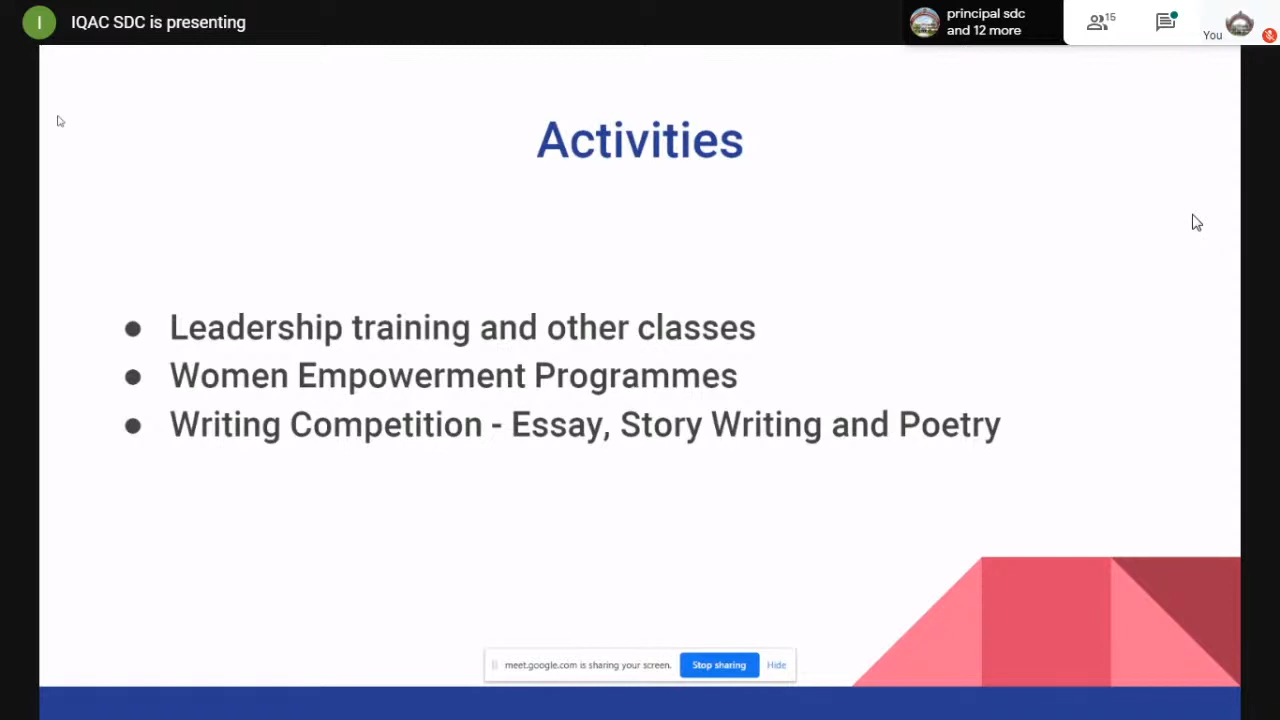 I
IQAC SDC is presenting
principal sdc
and 12 more
15
You
Activities
● Leadership training and other classes
● Women Empowerment Programmes
● Writing Competition - Essay, Story Writing and Poetry
meet.google.com is sharing your screen.
Stop sharing
Hide